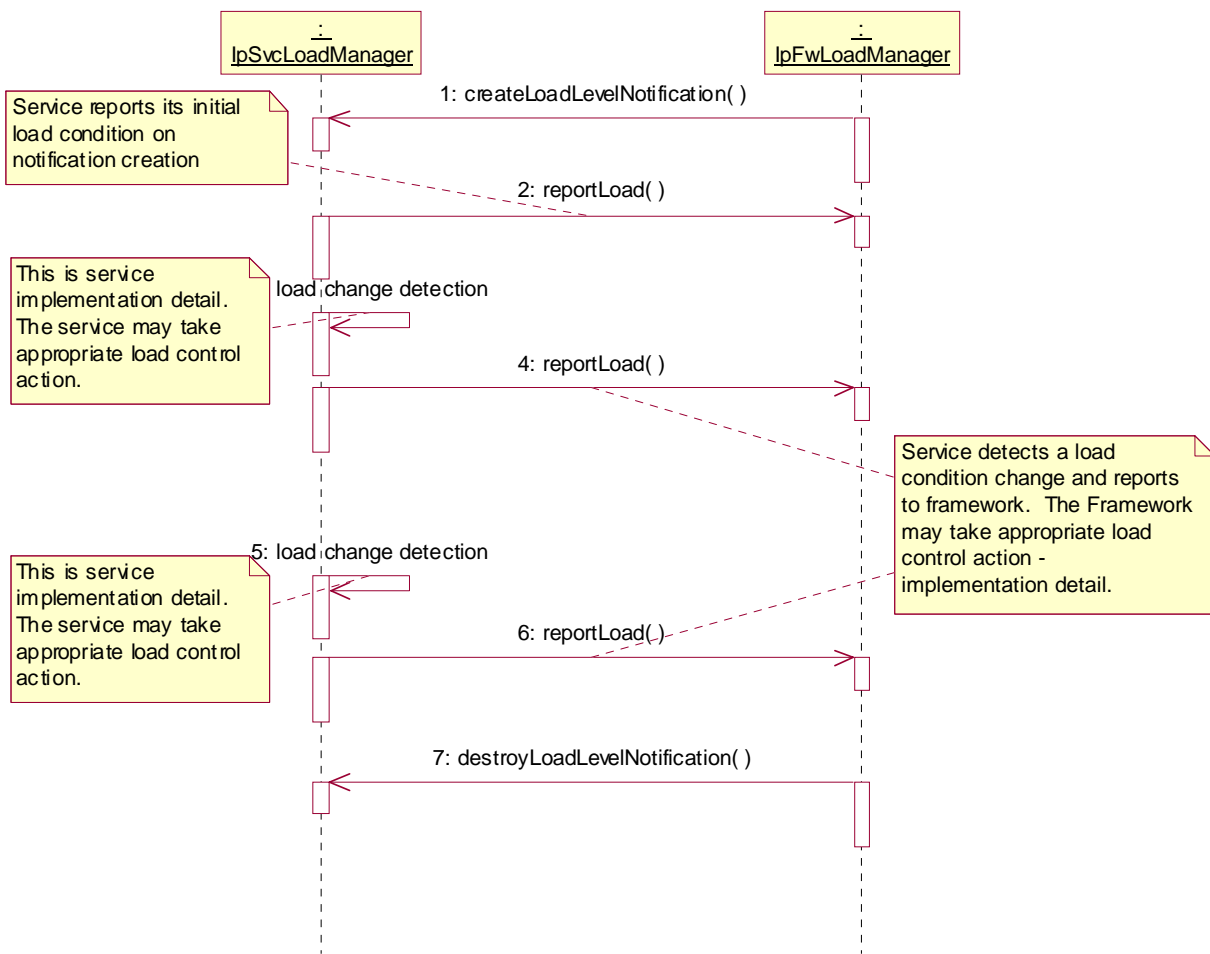 :
IpSvcLoadManager
:
IpFwLoadManager
1: createLoadLevelNotification( )
Service reports its initial
load condition on
notification creation
2: reportLoad( )
This is service
implementation detail.
The service may take
appropriate load control
action.
load change detection
4: reportLoad( )
Service detects a load
condition change and reports
to framework.  The Framework
may take appropriate load
control action -
implementation detail.
5: load change detection
This is service
implementation detail.
The service may take
appropriate load control
action.
6: reportLoad( )
7: destroyLoadLevelNotification( )